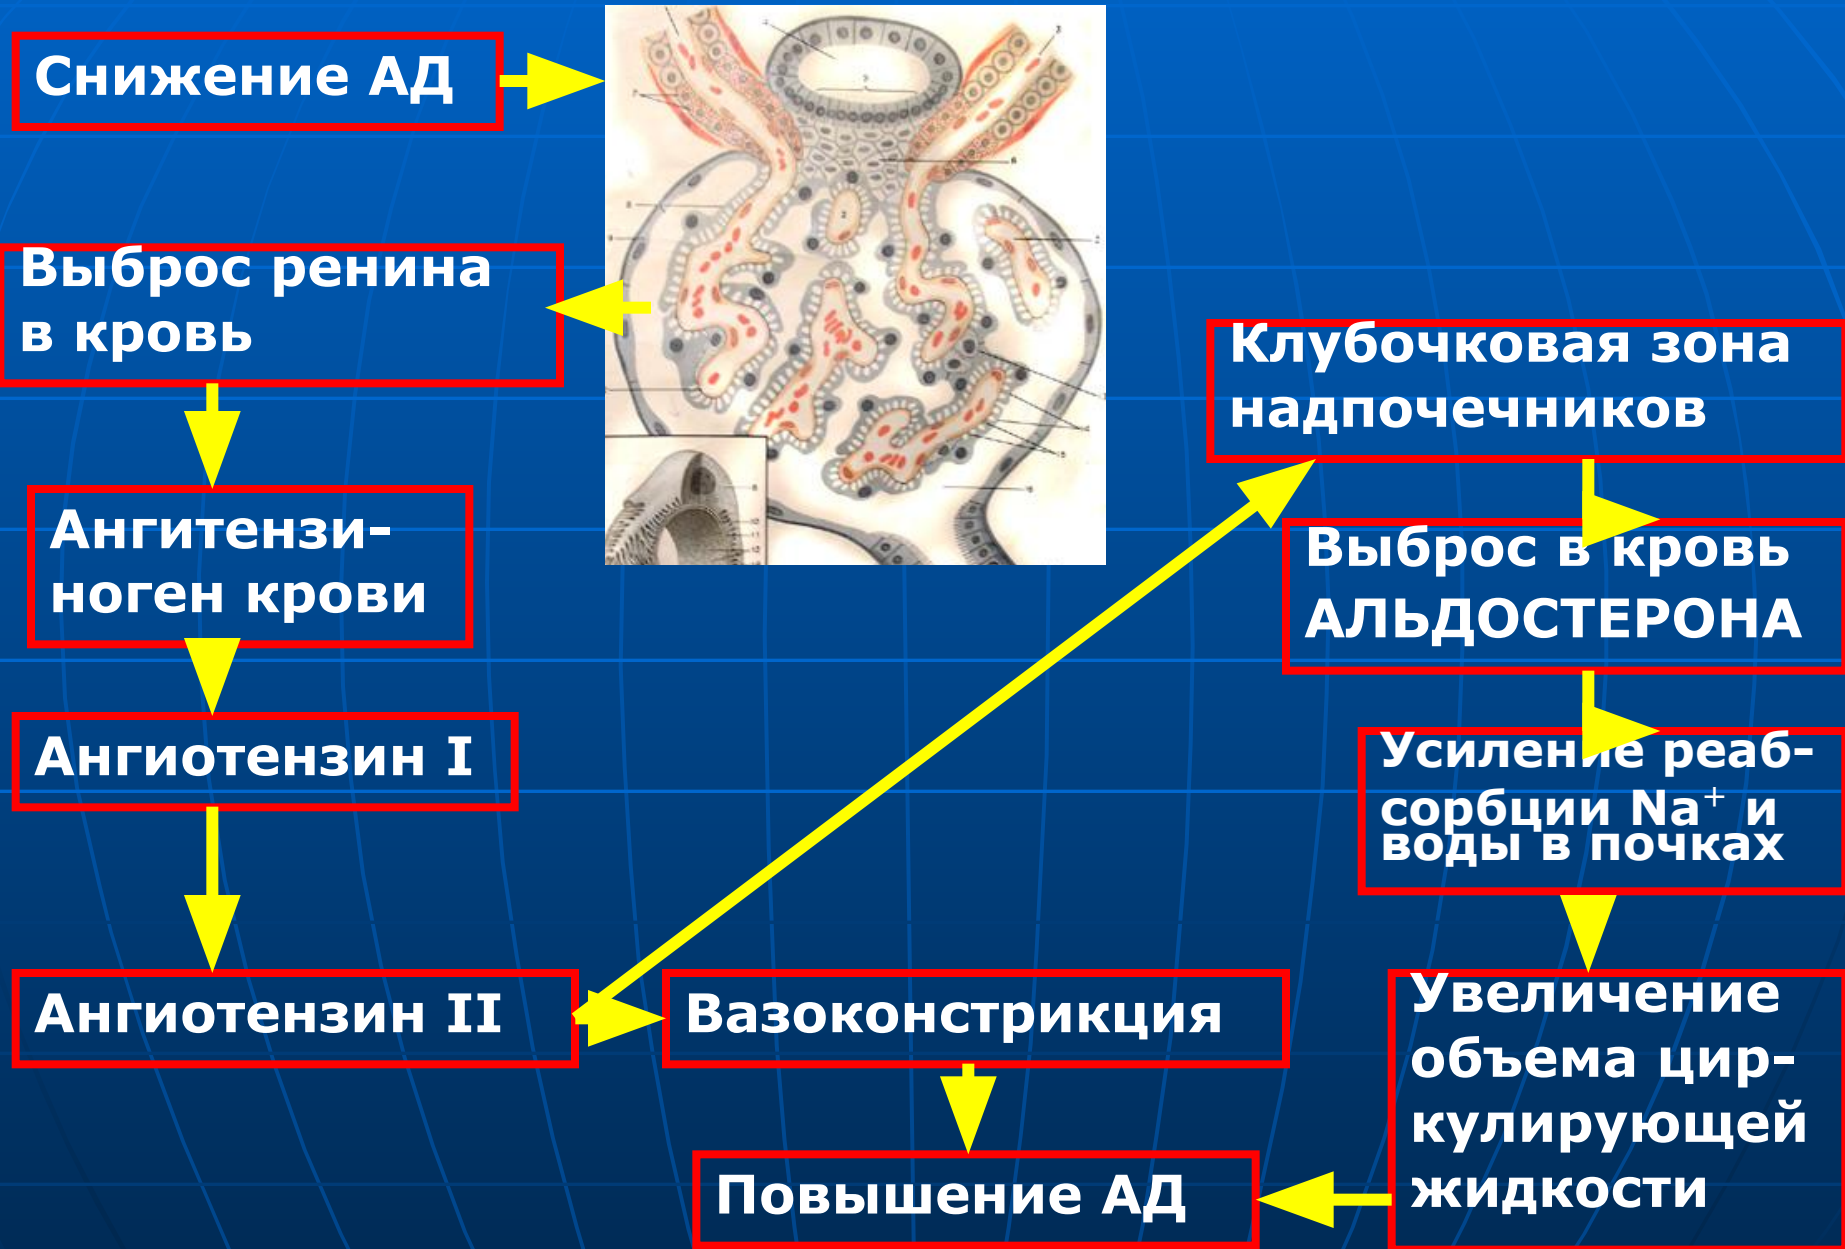 Снижение АД
Выброс ренина
в кровь
Ангитензи-
ноген крови
Ангиотензин I
Ангиотензин II
Вазоконстрикция
Повышение АД
Клубочковая зона
надпочечников
Выброс в кровь
АЛЬДОСТЕРОНА
Усиление реаб-
сорбции Na⁺ и
воды в почках
Увеличение
объема цир-
кулирующей
жидкости